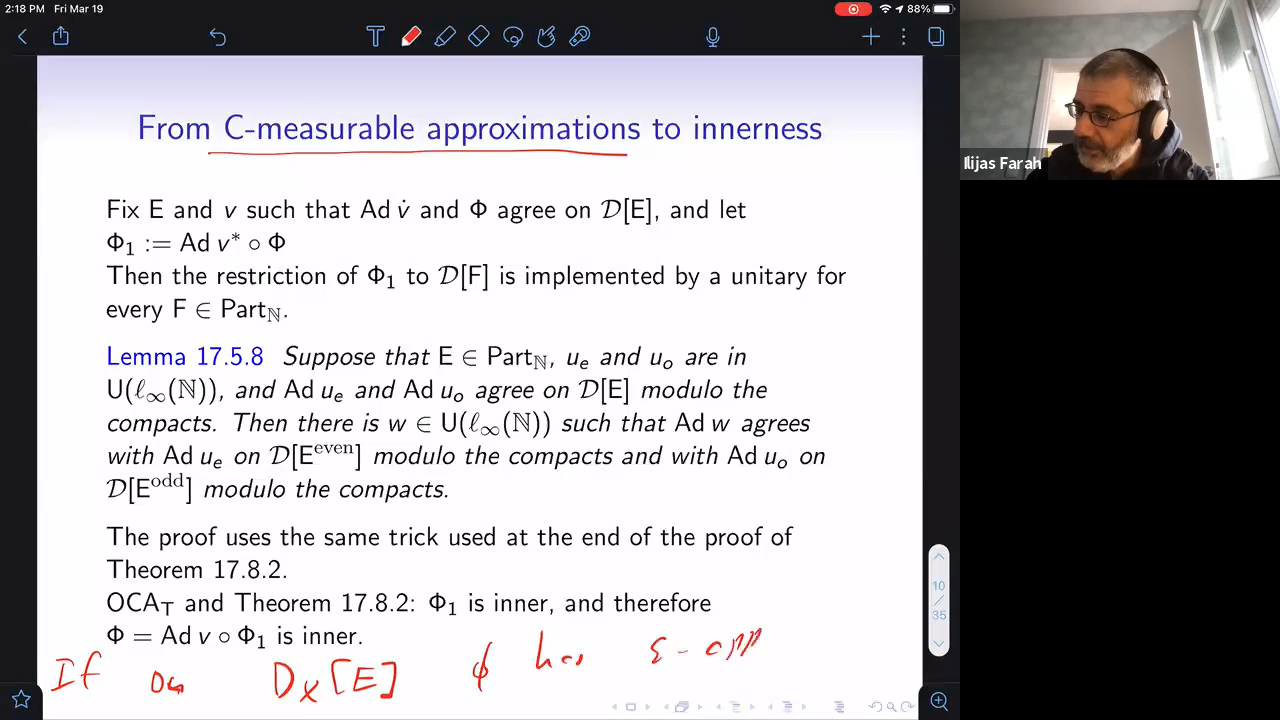 2:18 PM Fri Mar 19
88%
From C-measurable approximations to innerness
Ilijas Farah
Fix E and v such that Ad v̇ and Φ agree on 𝒟[E], and let
Φ₁ := Ad v* ∘ Φ
Then the restriction of Φ₁ to 𝒟[F] is implemented by a unitary for
every F ∈ Part_ℕ.
Lemma 17.5.8 Suppose that E ∈ Part_ℕ, u_e and u_o are in
U(ℓ_∞(ℕ)), and Ad u_e and Ad u_o agree on 𝒟[E] modulo the
compacts. Then there is w ∈ U(ℓ_∞(ℕ)) such that Ad w agrees
with Ad u_e on 𝒟[E^even] modulo the compacts and with Ad u_o on
𝒟[E^odd] modulo the compacts.
The proof uses the same trick used at the end of the proof of
Theorem 17.8.2.
OCA_T and Theorem 17.8.2: Φ₁ is inner, and therefore
Φ = Ad v ∘ Φ₁ is inner.
If on D_X[E] ϕ has ε-app
10
/
35